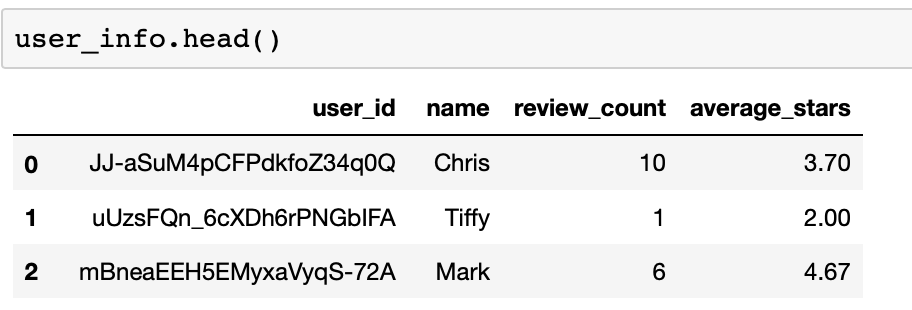 user_info.head()
user_id name review_count average_stars
0 JJ-aSuM4pCFPdkfoZ34q0Q Chris 10 3.70
1 uUzsFQn_6cXDh6rPNGbIFA Tiffy 1 2.00
2 mBneaEEH5EMyxaVyqS-72A Mark 6 4.67